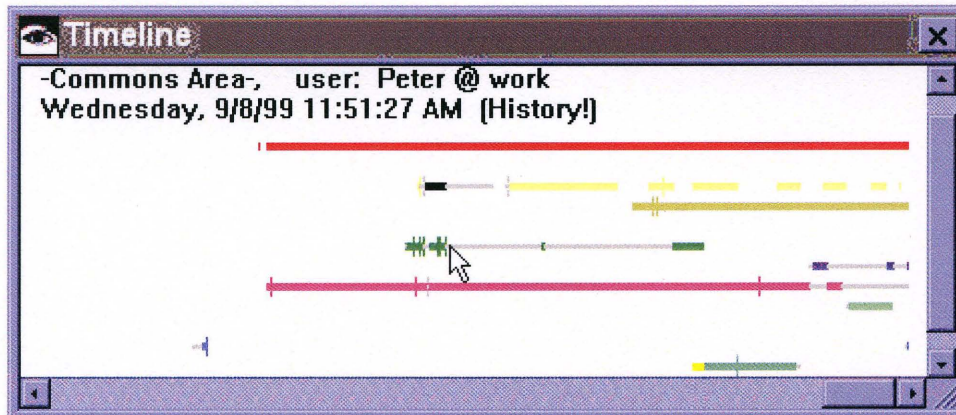 Timeline
-Commons Area-, user: Peter @ work
Wednesday, 9/8/99 11:51:27 AM (History!)